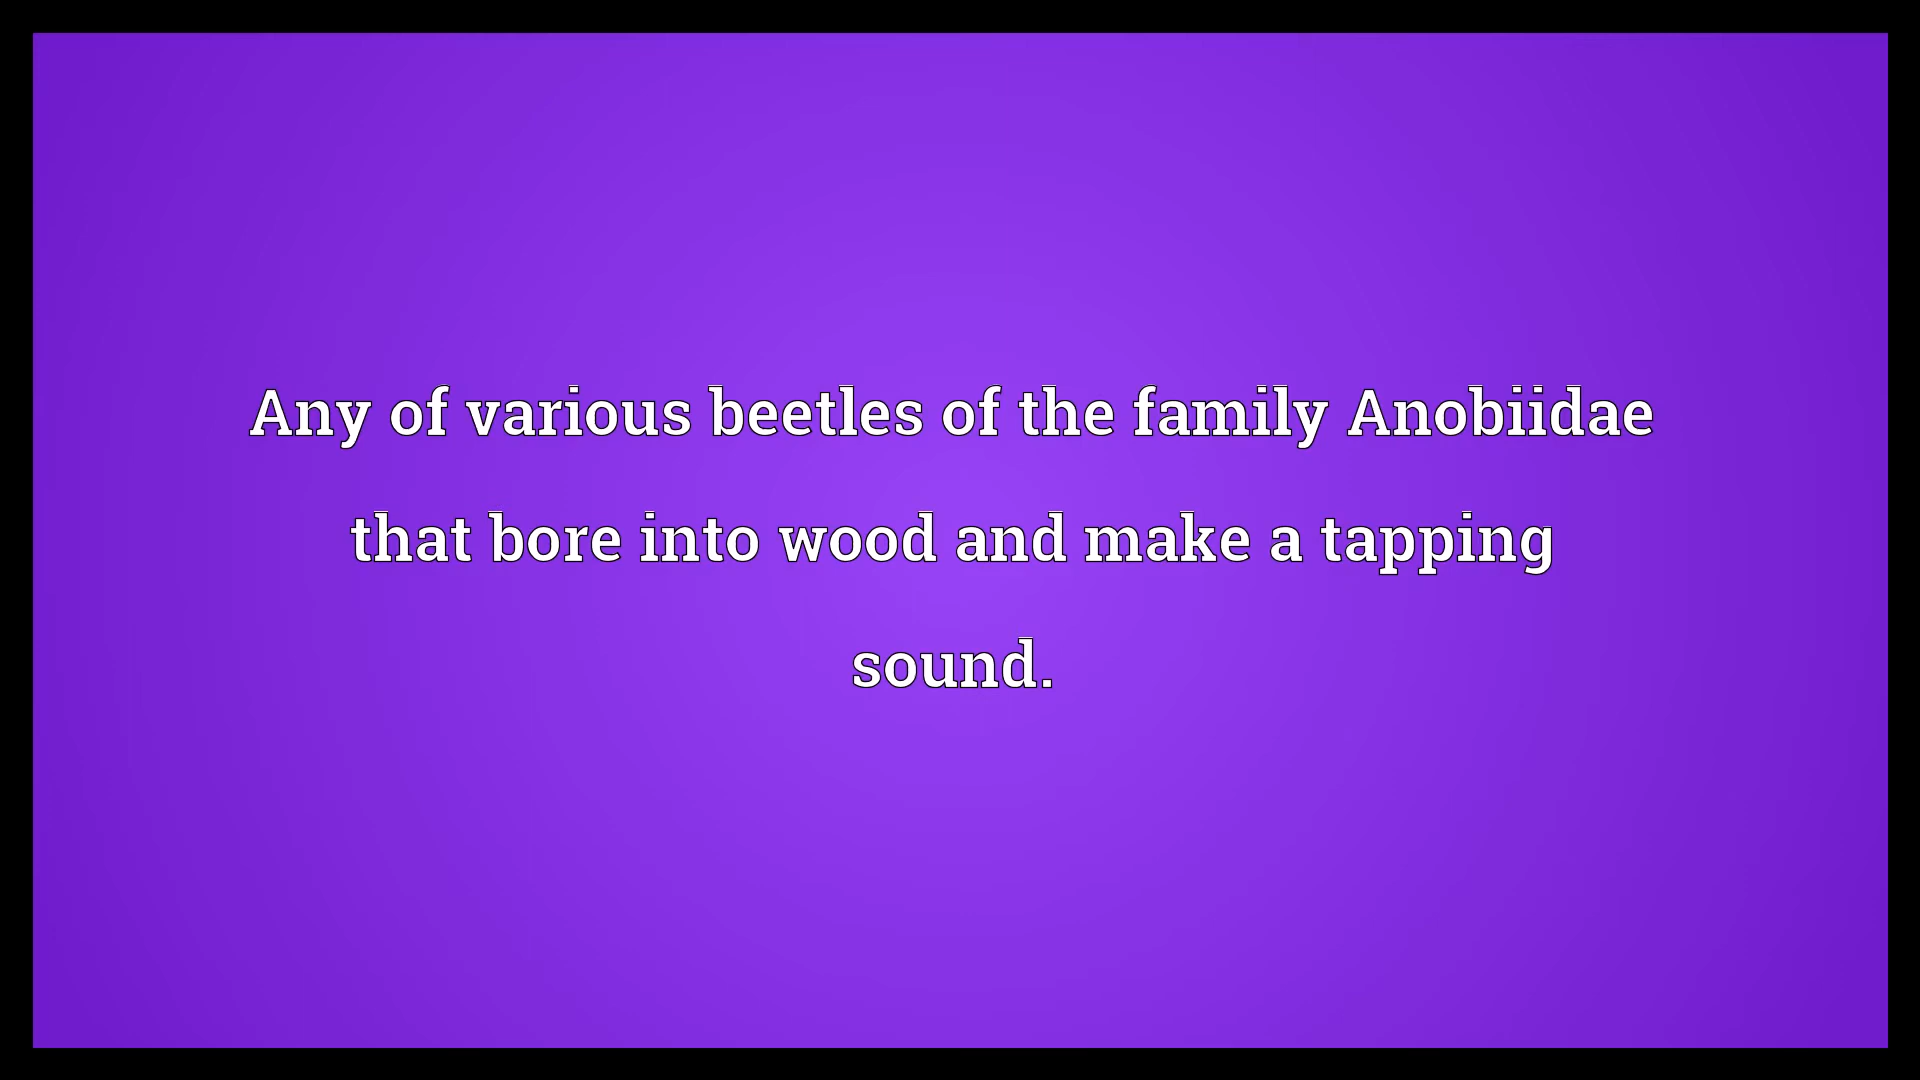 Any of various beetles of the family Anobiidae
that bore into wood and make a tapping
sound.